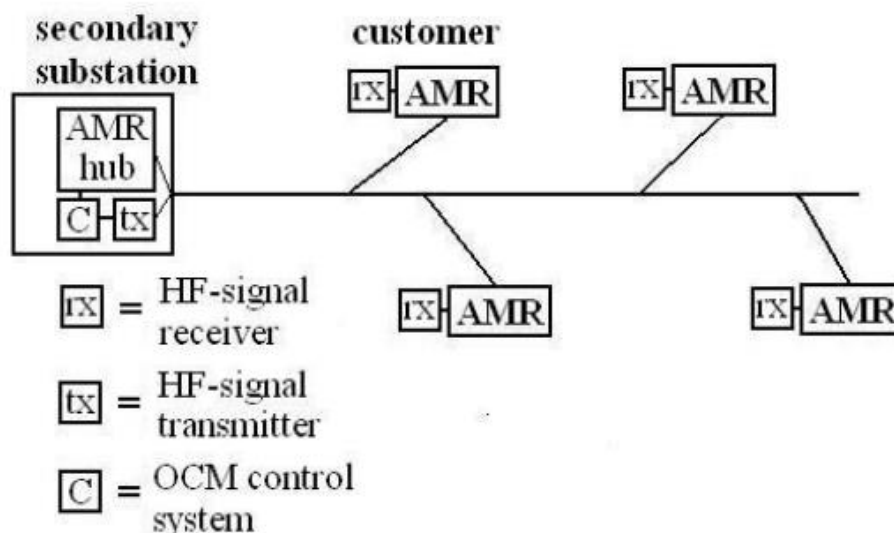 secondary
substation
customer
AMR
hub
C
tx
rx
AMR
rx
AMR
rx
AMR
rx
AMR
rx = HF-signal
receiver
tx = HF-signal
transmitter
C = OCM control
system